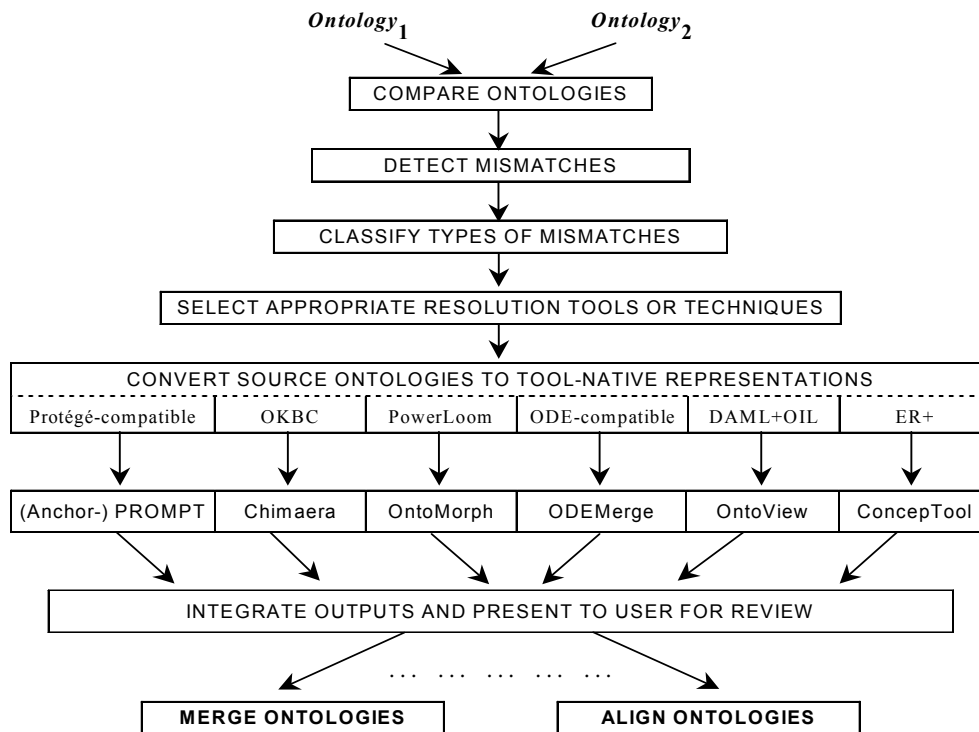 Ontology1 Ontology2
COMPARE ONTOLOGIES
DETECT MISMATCHES
CLASSIFY TYPES OF MISMATCHES
SELECT APPROPRIATE RESOLUTION TOOLS OR TECHNIQUES
CONVERT SOURCE ONTOLOGIES TO TOOL-NATIVE REPRESENTATIONS
Protégé-compatible OKBC PowerLoom ODE-compatible DAML+OIL ER+
(Anchor-) PROMPT Chimaera OntoMorph ODEMerge OntoView ConcepTool
INTEGRATE OUTPUTS AND PRESENT TO USER FOR REVIEW
... ... ... ... ...
MERGE ONTOLOGIES ALIGN ONTOLOGIES